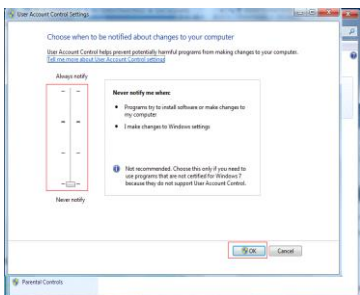 User Account Control Settings
Choose when to be notified about changes to your computer
User Account Control helps prevent potentially harmful programs from making changes to your computer.
Tell me more about User Account Control settings
Always notify
Never notify me when:
Programs try to install software or make changes to
my computer
I make changes to Windows settings
Not recommended. Choose this only if you need to
use programs that are not certified for Windows 7
because they do not support User Account Control.
Never notify
OK
Cancel
Parental Controls